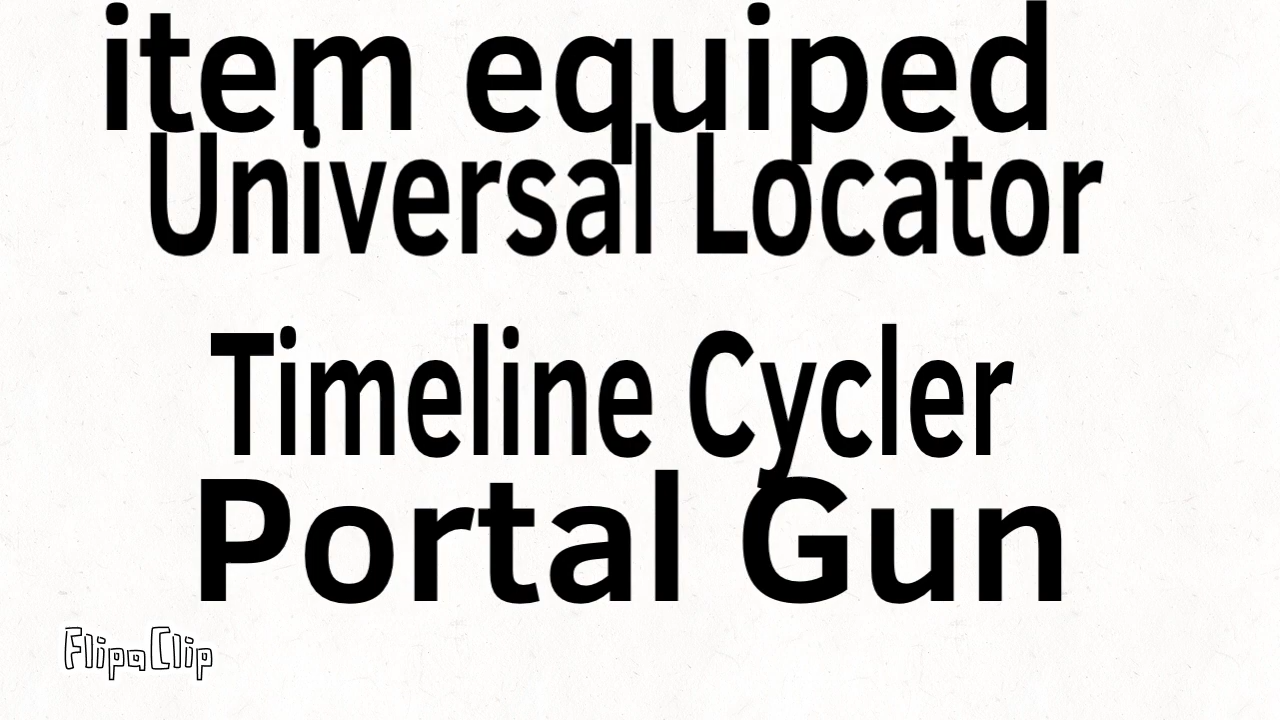 item equiped
Universal Locator
Timeline Cycler
Portal Gun
FlipaClip